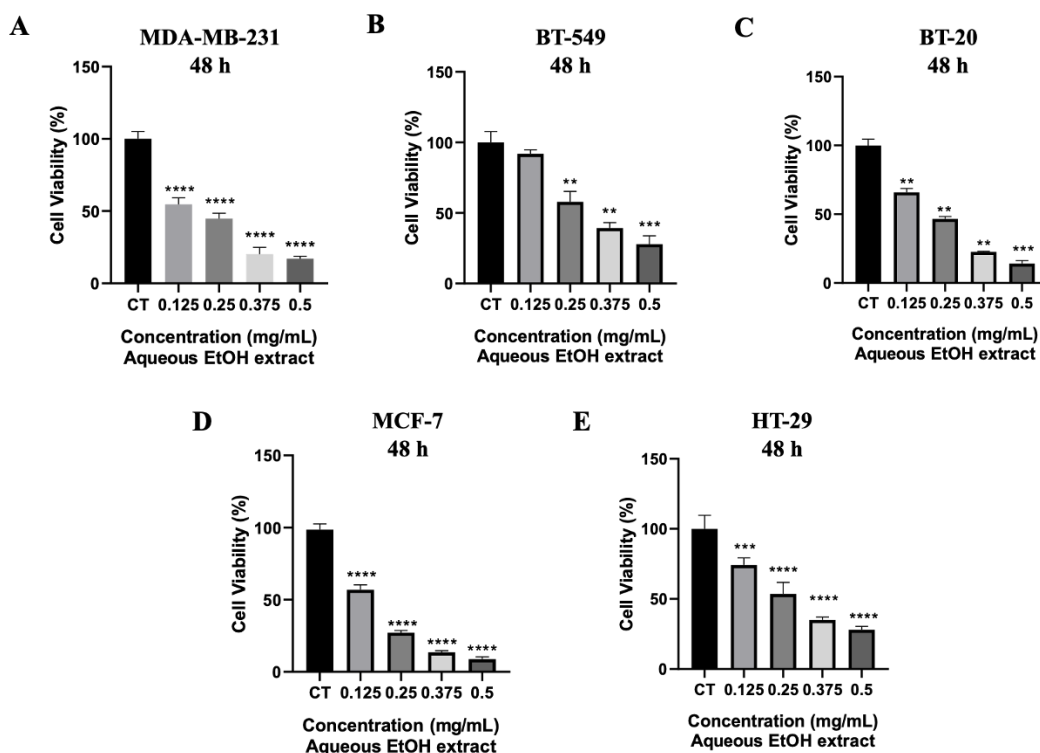 A
MDA-MB-231
48 h
Cell Viability (%)
150
100
50
0
****
****
****
****
CT 0.125 0.25 0.375 0.5
Concentration (mg/mL)
Aqueous EtOH extract
B
BT-549
48 h
Cell Viability (%)
150
100
50
0
**
**
***
CT 0.125 0.25 0.375 0.5
Concentration (mg/mL)
Aqueous EtOH extract
C
BT-20
48 h
Cell Viability (%)
150
100
50
0
**
**
**
***
CT 0.125 0.25 0.375 0.5
Concentration (mg/mL)
Aqueous EtOH extract
D
MCF-7
48 h
Cell Viability (%)
150
100
50
0
****
****
****
****
CT 0.125 0.25 0.375 0.5
Concentration (mg/mL)
Aqueous EtOH extract
E
HT-29
48 h
Cell Viability (%)
150
100
50
0
***
****
****
****
CT 0.125 0.25 0.375 0.5
Concentration (mg/mL)
Aqueous EtOH extract